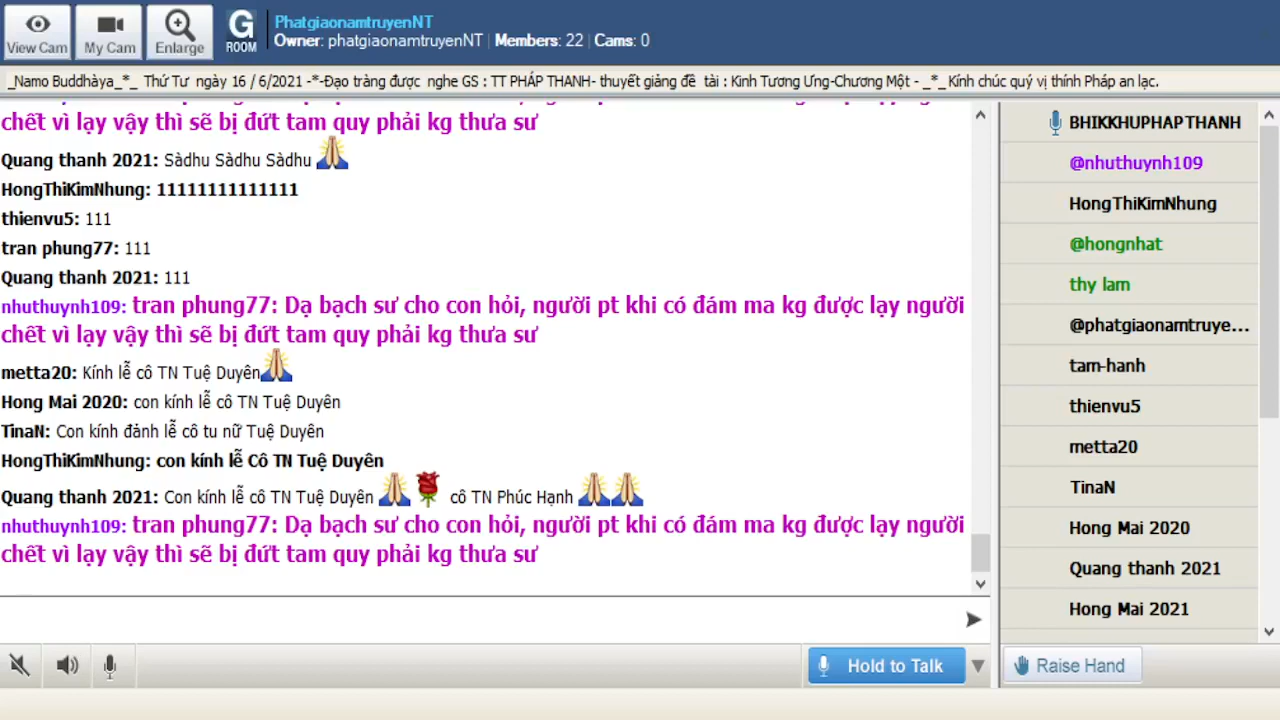 View Cam
My Cam
Enlarge
G
ROOM
PhatgiaonamtruyenNT
Owner: phatgiaonamtruyenNT | Members: 22 | Cams: 0
_Namo Buddhàya_*_ Thứ Tư ngày 16 / 6/2021 -*-Đạo tràng được nghe GS : TT PHÁP THANH- thuyết giảng đề tài : Kinh Tương Ưng-Chương Một - _*_Kính chúc quý vị thính Pháp an lạc.
chết vì lạy vậy thì sẽ bị đứt tam quy phải kg thưa sư
Quang thanh 2021: Sàdhu Sàdhu Sàdhu
HongThiKimNhung: 11111111111111
thienvu5: 111
tran phung77: 111
Quang thanh 2021: 111
nhuthuynh109: tran phung77: Dạ bạch sư cho con hỏi, người pt khi có đám ma kg được lạy người
chết vì lạy vậy thì sẽ bị đứt tam quy phải kg thưa sư
metta20: Kính lễ cô TN Tuệ Duyên
Hong Mai 2020: con kính lễ cô TN Tuệ Duyên
TinaN: Con kính đãnh lễ cô tu nữ Tuệ Duyên
HongThiKimNhung: con kính lễ Cô TN Tuệ Duyên
Quang thanh 2021: Con kính lễ cô TN Tuệ Duyên cô TN Phúc Hạnh
nhuthuynh109: tran phung77: Dạ bạch sư cho con hỏi, người pt khi có đám ma kg được lạy người
chết vì lạy vậy thì sẽ bị đứt tam quy phải kg thưa sư
BHIKKHUPHAPTHANH
@nhuthuynh109
HongThiKimNhung
@hongnhat
thy lam
@phatgiaonamtruye...
tam-hanh
thienvu5
metta20
TinaN
Hong Mai 2020
Quang thanh 2021
Hong Mai 2021
Hold to Talk
Raise Hand